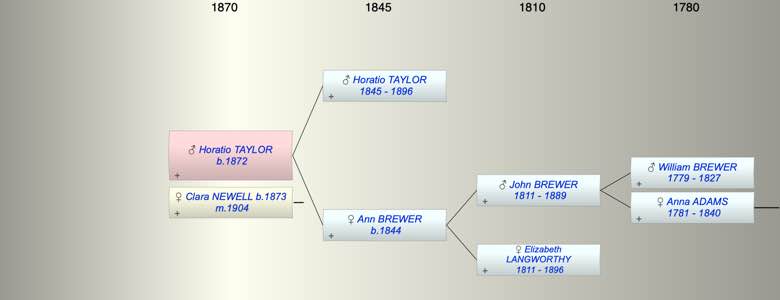 1870 1845 1810 1780
♂ Horatio TAYLOR
1845 - 1896
+
♂ Horatio TAYLOR
b.1872
+
♀ Clara NEWELL b.1873
m.1904
+
♀ Ann BREWER
b.1844
+
♂ John BREWER
1811 - 1889
+
♀ Elizabeth
LANGWORTHY
1811 - 1896
+
♂ William BREWER
1779 - 1827
+
♀ Anna ADAMS
1781 - 1840
+